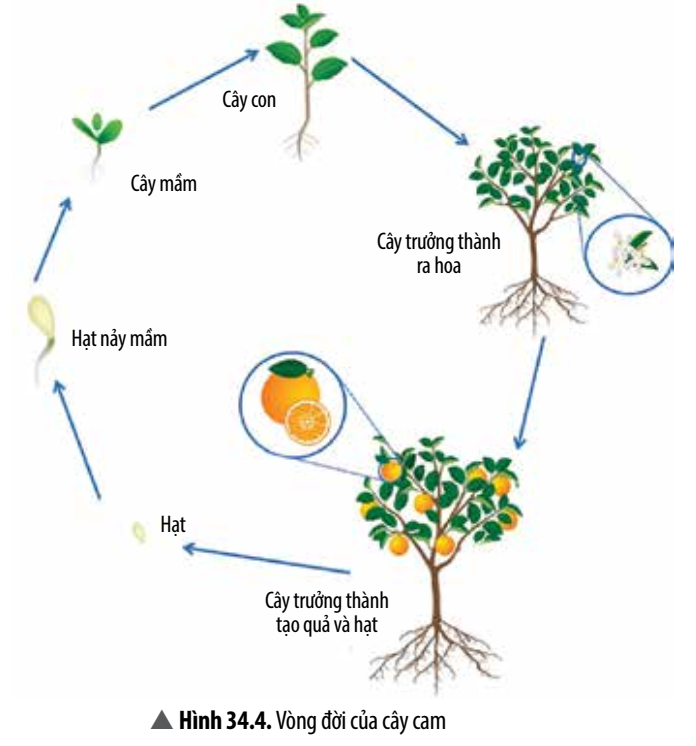 Cây con
Cây mầm
Cây trưởng thành
ra hoa
Hạt nảy mầm
Hạt
Cây trưởng thành
tạo quả và hạt
▲ Hình 34.4. Vòng đời của cây cam